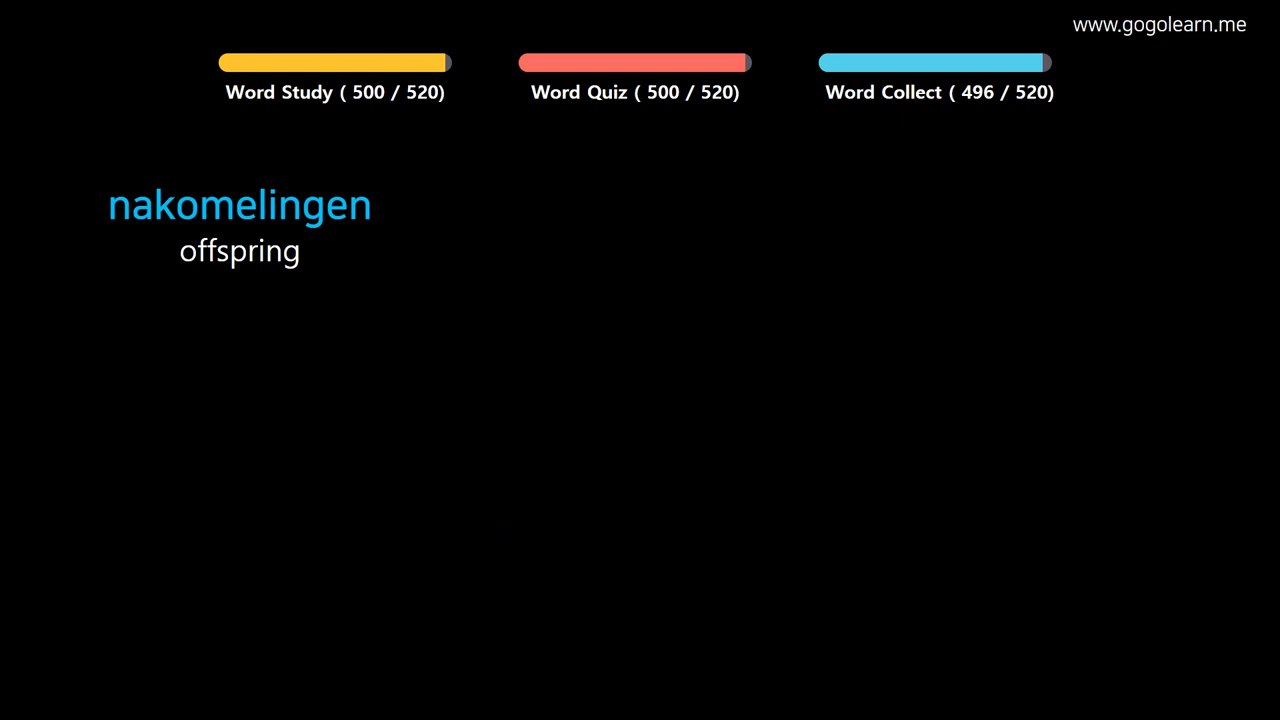 www.gogolearn.me
Word Study ( 500 / 520)
Word Quiz ( 500 / 520)
Word Collect ( 496 / 520)
nakomelingen
offspring